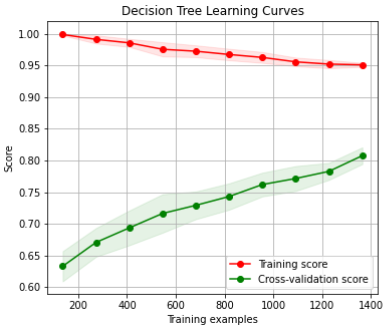 Decision Tree Learning Curves
1.00
0.95
0.90
0.85
0.80
0.75
0.70
0.65
0.60
Score
Training score
Cross-validation score
200 400 600 800 1000 1200 1400
Training examples